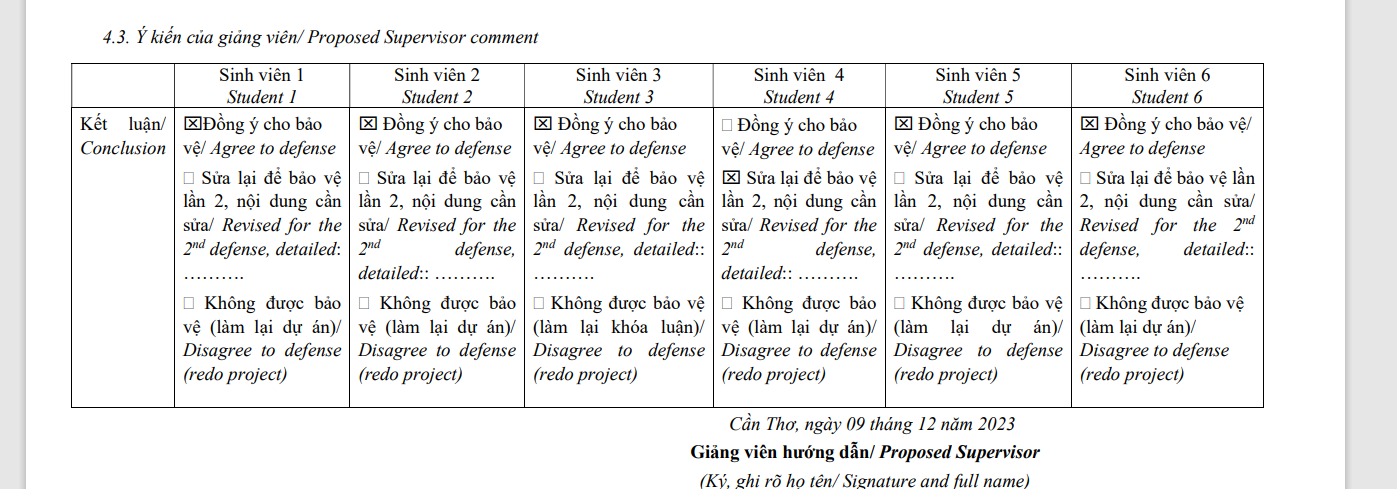 4.3. Ý kiến của giảng viên/ Proposed Supervisor comment
Sinh viên 1
Student 1
Sinh viên 2
Student 2
Sinh viên 3
Student 3
Sinh viên 4
Student 4
Sinh viên 5
Student 5
Sinh viên 6
Student 6
Kết luận/
Conclusion
☒Đồng ý cho bảo
vệ/ Agree to defense
☐ Sửa lại để bảo vệ
lần 2, nội dung cần
sửa/ Revised for the
2nd defense, detailed:
……….
☐ Không được bảo
vệ (làm lại dự án)/
Disagree to defense
(redo project)
☒ Đồng ý cho bảo
vệ/ Agree to defense
☐ Sửa lại để bảo vệ
lần 2, nội dung cần
sửa/ Revised for the
2nd defense,
detailed:: ……….
☐ Không được bảo
vệ (làm lại dự án)/
Disagree to defense
(redo project)
☒ Đồng ý cho bảo
vệ/ Agree to defense
☐ Sửa lại để bảo vệ
lần 2, nội dung cần
sửa/ Revised for the
2nd defense, detailed::
……….
☐ Không được bảo vệ
(làm lại khóa luận)/
Disagree to defense
(redo project)
☐ Đồng ý cho bảo
vệ/ Agree to defense
☒ Sửa lại để bảo vệ
lần 2, nội dung cần
sửa/ Revised for the
2nd defense,
detailed:: ……….
☐ Không được bảo
vệ (làm lại dự án)/
Disagree to defense
(redo project)
☒ Đồng ý cho bảo
vệ/ Agree to defense
☐ Sửa lại để bảo vệ
lần 2, nội dung cần
sửa/ Revised for the
2nd defense, detailed::
……….
☐ Không được bảo vệ
(làm lại dự án)/
Disagree to defense
(redo project)
☒ Đồng ý cho bảo vệ/
Agree to defense
☐ Sửa lại để bảo vệ lần
2, nội dung cần sửa/
Revised for the 2nd
defense, detailed::
……….
☐ Không được bảo vệ
(làm lại dự án)/
Disagree to defense
(redo project)
Cần Thơ, ngày 09 tháng 12 năm 2023
Giảng viên hướng dẫn/ Proposed Supervisor
(Ký, ghi rõ họ tên/ Signature and full name)